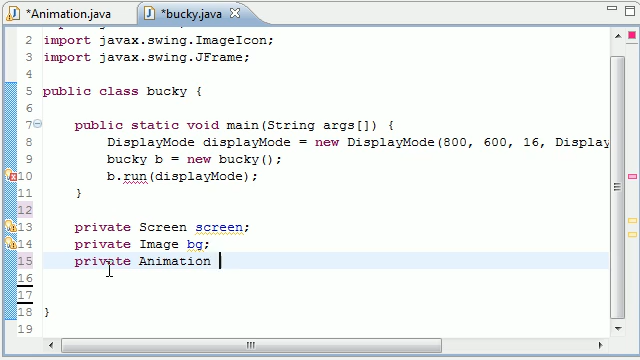 *Animation.java *bucky.java
2 import javax.swing.ImageIcon;
3 import javax.swing.JFrame;
4
5 public class bucky {
6
7 public static void main(String args[]) {
8 DisplayMode displayMode = new DisplayMode(800, 600, 16, Display
9 bucky b = new bucky();
10 b.run(displayMode);
11 }
12
13 private Screen screen;
14 private Image bg;
15 private Animation
16
17
18 }
19